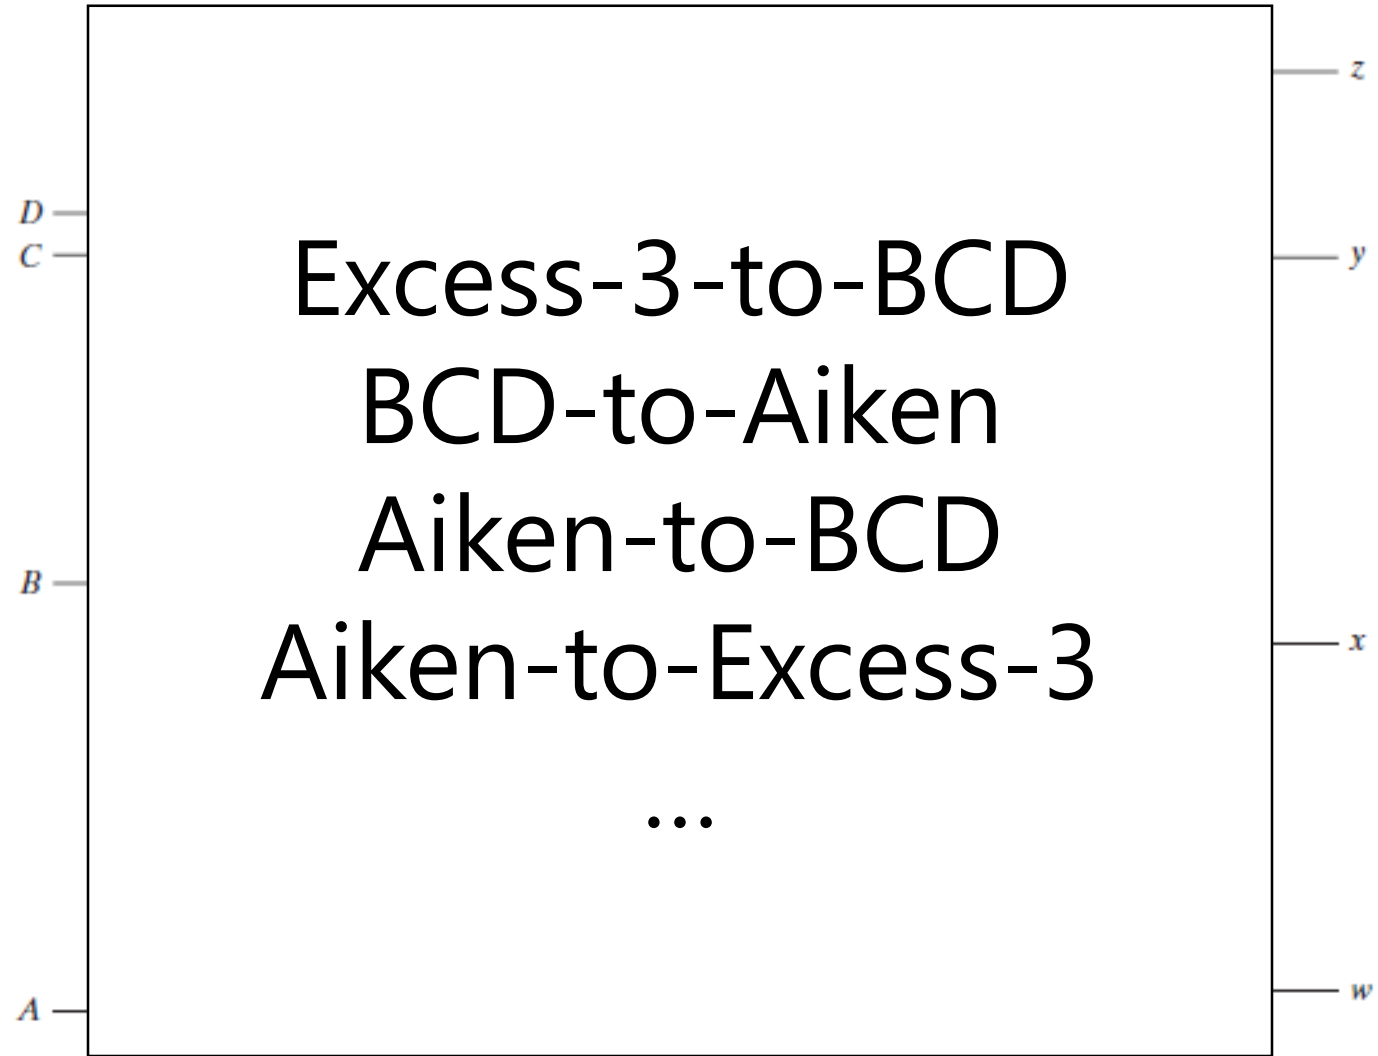 z
D
C
y
Excess-3-to-BCD
BCD-to-Aiken
Aiken-to-BCD
B
Aiken-to-Excess-3
x
...
A
w